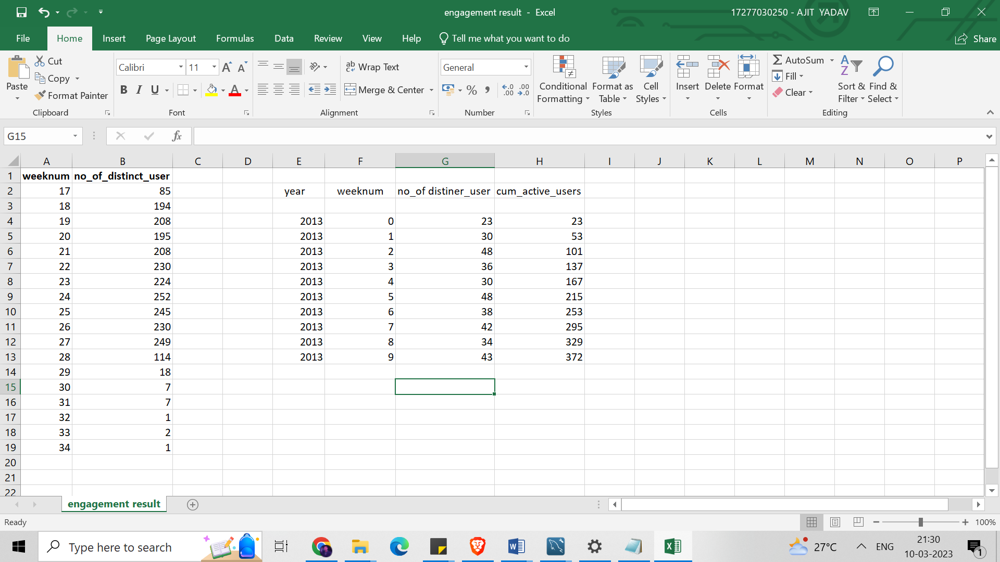 engagement result - Excel
17277030250 - AJIT YADAV
File Home Insert Page Layout Formulas Data Review View Help Tell me what you want to do Share
Paste
Cut
Copy
Format Painter
Clipboard
Calibri 11
B I U
Font
Wrap Text
Merge & Center
Alignment
General
% ,
Number
Conditional Formatting
Format as Table
Cell Styles
Styles
Insert Delete Format
Cells
AutoSum
Fill
Clear
Sort & Filter
Find & Select
Editing
G15 fx
A B C D E F G H I J K L M N O P
1 weeknum no_of_distinct_user
2 17 85 year weeknum no_of distiner_user cum_active_users
3 18 194
4 19 208 2013 0 23 23
5 20 195 2013 1 30 53
6 21 208 2013 2 48 101
7 22 230 2013 3 36 137
8 23 224 2013 4 30 167
9 24 252 2013 5 48 215
10 25 245 2013 6 38 253
11 26 230 2013 7 42 295
12 27 249 2013 8 34 329
13 28 114 2013 9 43 372
14 29 18
15 30 7
16 31 7
17 32 1
18 33 2
19 34 1
20
21
22
engagement result
Ready
100%
Type here to search
27°C
ENG
21:30
10-03-2023
1